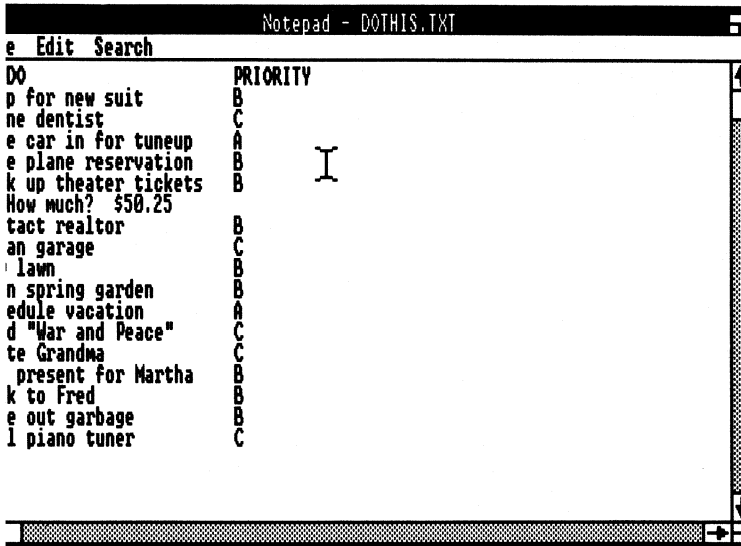 Notepad - DOTHIS.TXT
e Edit Search
DO PRIORITY
p for new suit B
ne dentist C
e car in for tuneup A
e plane reservation B
k up theater tickets B
How much? $50.25
tact realtor B
an garage C
lawn B
n spring garden B
edule vacation A
d "War and Peace" C
te Grandma C
present for Martha B
k to Fred B
e out garbage B
l piano tuner C